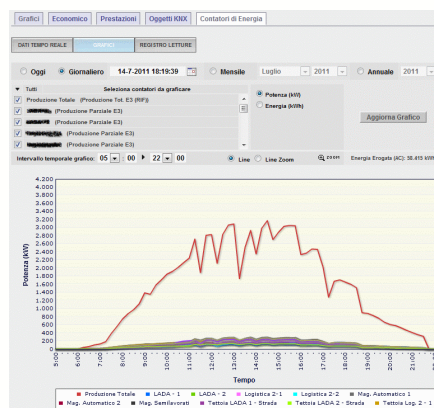 Grafici Economico Prestazioni Oggetti KNX Contatori di Energia
DATI TEMPO REALE GRAFICI REGISTRO LETTURE
Oggi Giornaliero 14-7-2011 18:19:39 Mensile Luglio 2011 Annuale 2011
Tutti Seleziona contatori da graficare
Produzione Totale (Produzione Tot. E3 (RIF))
(Produzione Parziale E3)
(Produzione Parziale E3)
(Produzione Parziale E3)
(Produzione Parziale E3)
Potenza (kW)
Energia (kWh)
Aggiorna Grafico
Intervallo temporale grafico: 05 : 00 22 00 Line Line Zoom zoom Energia Erogata (AC): 58.415 kWh
4.200
4.000
3.800
3.600
3.400
3.200
3.000
2.800
2.600
2.400
2.200
2.000
1.800
1.600
1.400
1.200
1.000
800
600
400
200
0
Potenza (kW)
5:00 6:00 7:00 8:00 9:00 10:00 11:00 12:00 13:00 14:00 15:00 16:00 17:00 18:00 19:00 20:00 21:00
Tempo
Produzione Totale LADA - 1 LADA - 2 Logistica 2-1 Logistica 2-2 Mag. Automatico 1
Mag. Automatico 2 Mag. Semilavorati Tettoia LADA 1 - Strada Tettoia LADA 2 - Strada Tettoia Log. 2 - 1